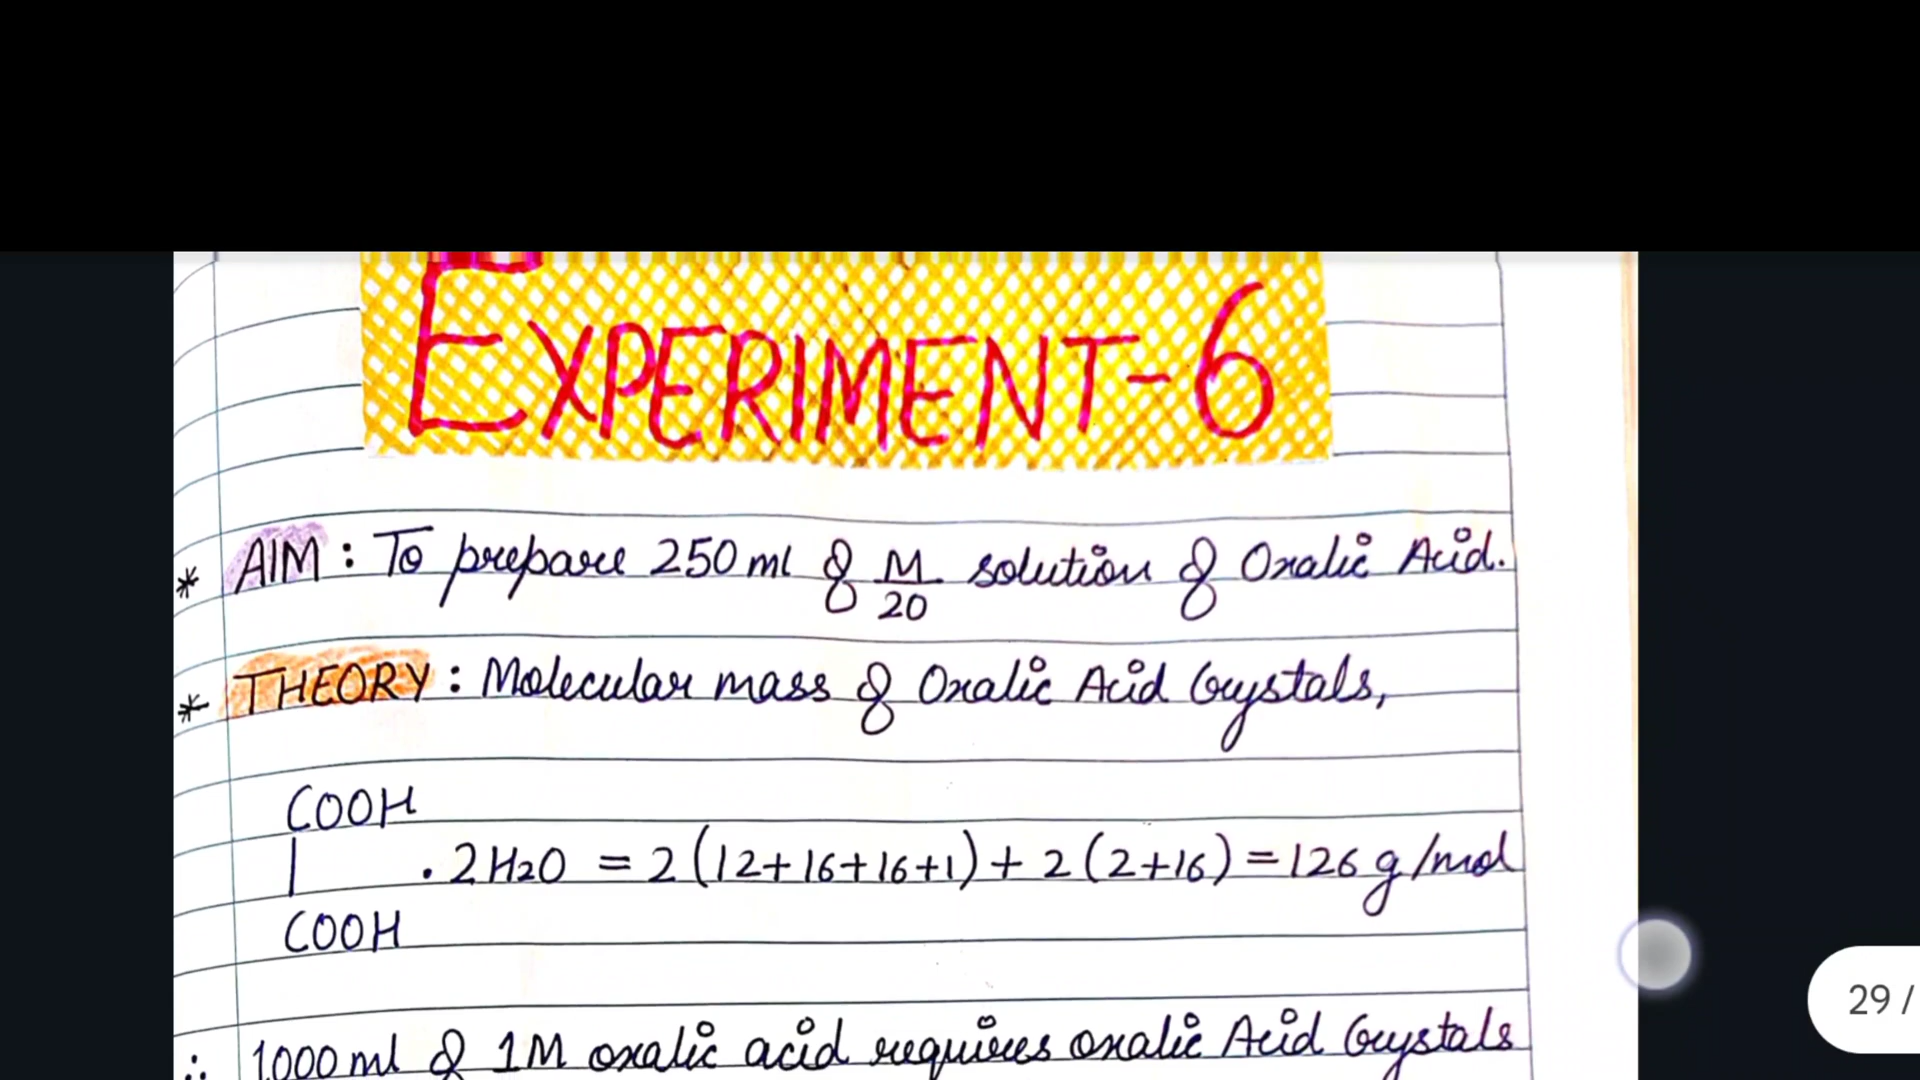 EXPERIMENT-6
* AIM : To prepare 250 ml of M/20 solution of Oxalic Acid.
* THEORY : Molecular mass of Oxalic Acid Crystals,
COOH
| . 2H2O = 2(12+16+16+1) + 2(2+16) = 126 g/mol
COOH
∴ 1000 ml of 1M oxalic acid requires oxalic Acid Crystals
29 /